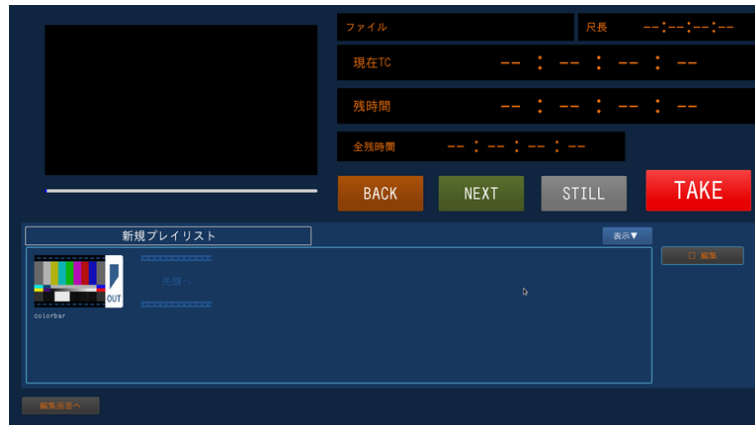 ファイル
尺長 --:--:--:--
現在TC -- : -- : -- : --
残時間 -- : -- : -- : --
全残時間 -- : -- : -- : --
BACK NEXT STILL TAKE
新規プレイリスト
表示▼
編集
先頭へ
OUT
colorbar
編集画面へ